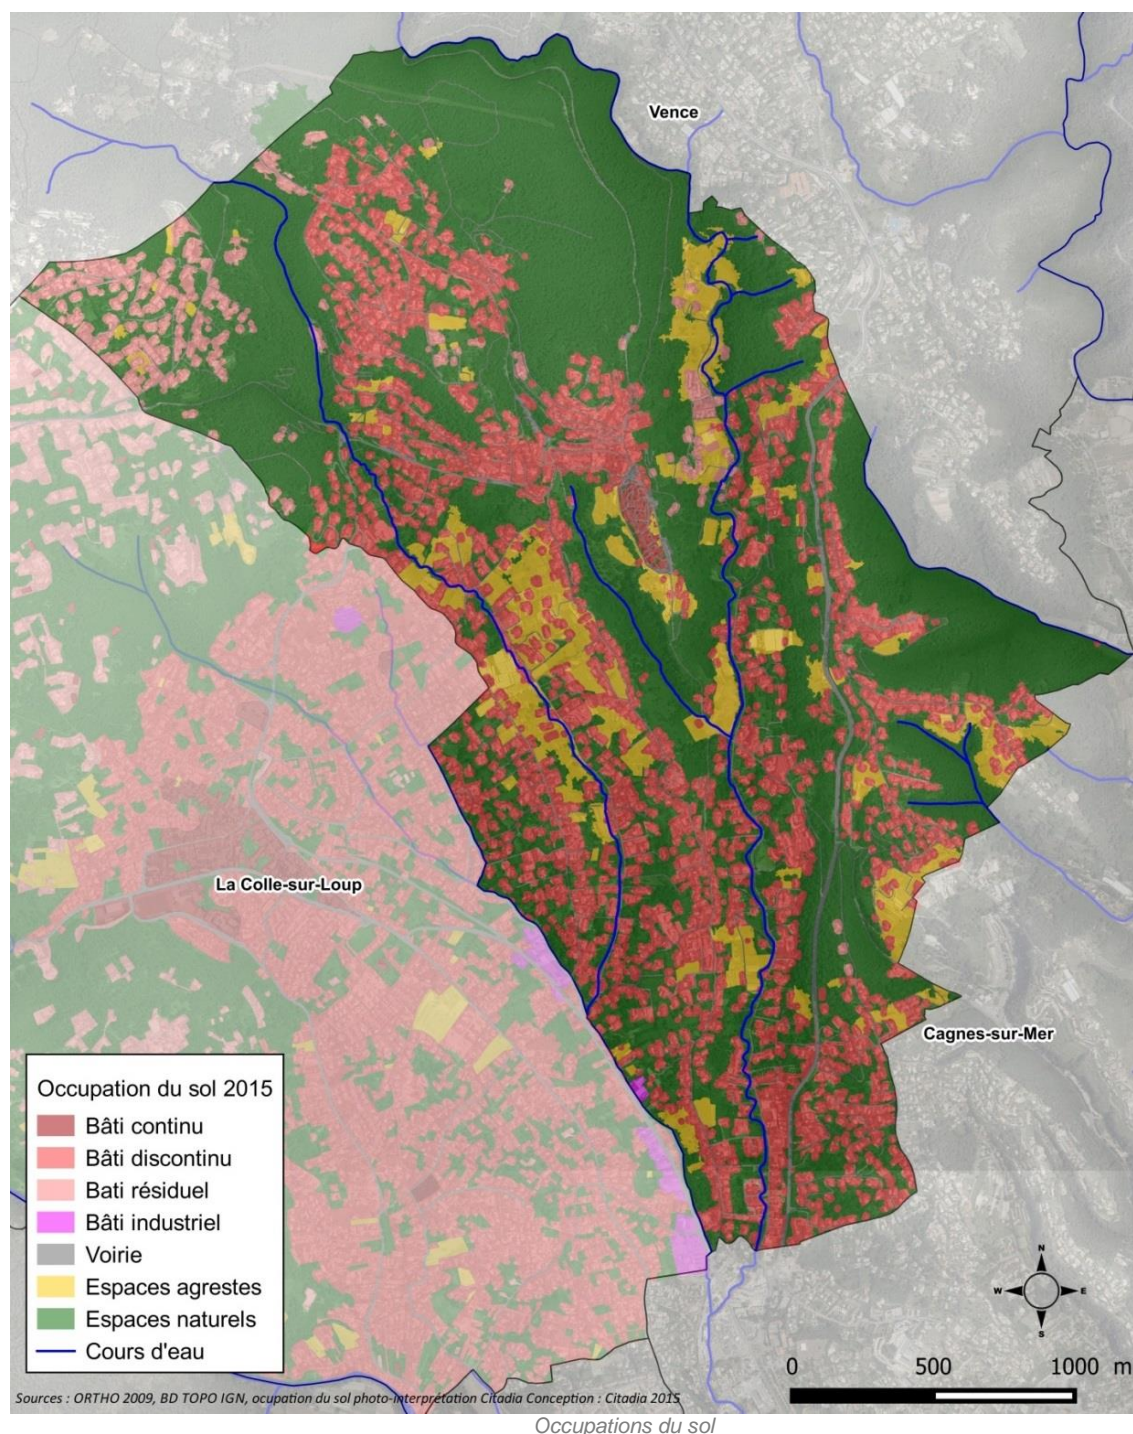 Vence
La Colle-sur-Loup
Cagnes-sur-Mer
Occupation du sol 2015
Bâti continu
Bâti discontinu
Bati résiduel
Bâti industriel
Voirie
Espaces agrestes
Espaces naturels
Cours d'eau
N
W E
S
0 500 1000 m
Sources : ORTHO 2009, BD TOPO IGN, ocupation du sol photo-interprétation Citadia Conception : Citadia 2015
Occupations du sol